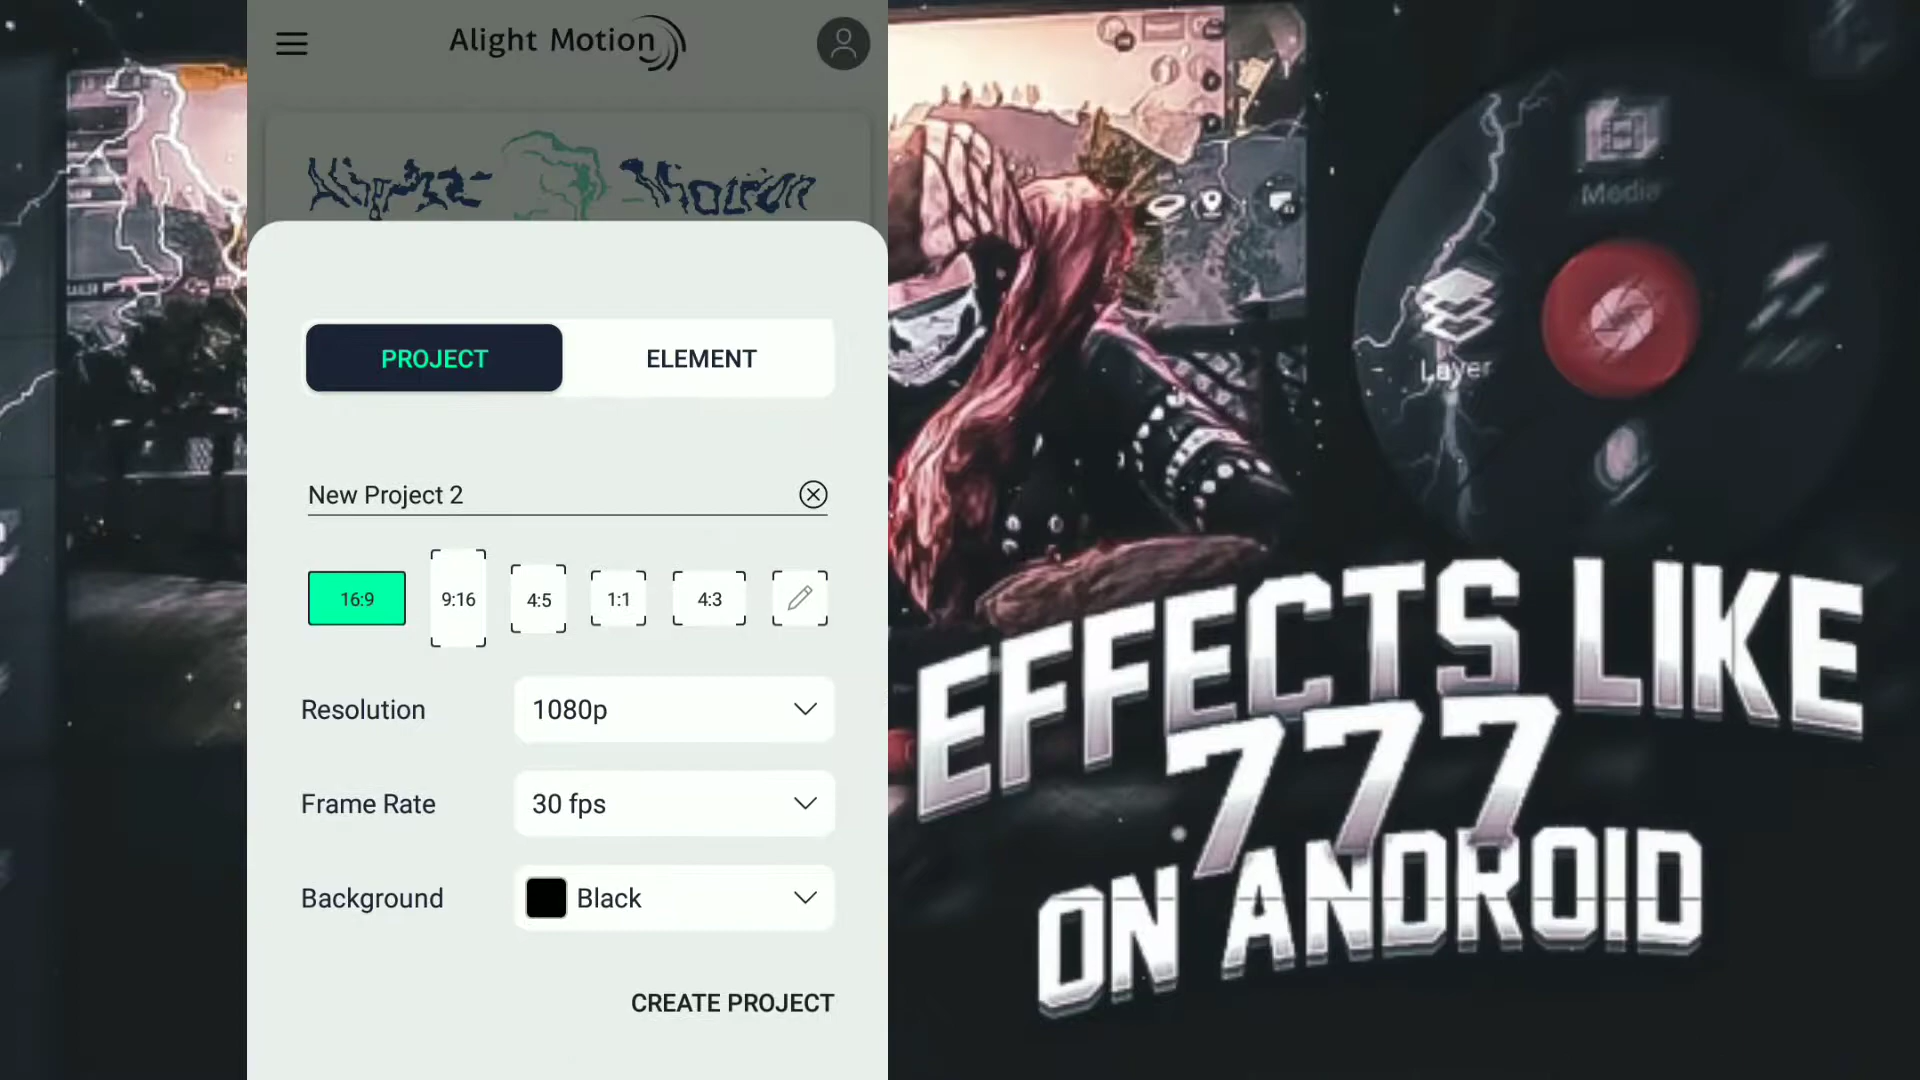 Alight Motion
PROJECT
ELEMENT
New Project 2
16:9
9:16
4:5
1:1
4:3
Resolution
1080p
Frame Rate
30 fps
Background
Black
CREATE PROJECT
Media
Layer
EFFECTS LIKE
777
ON ANDROID